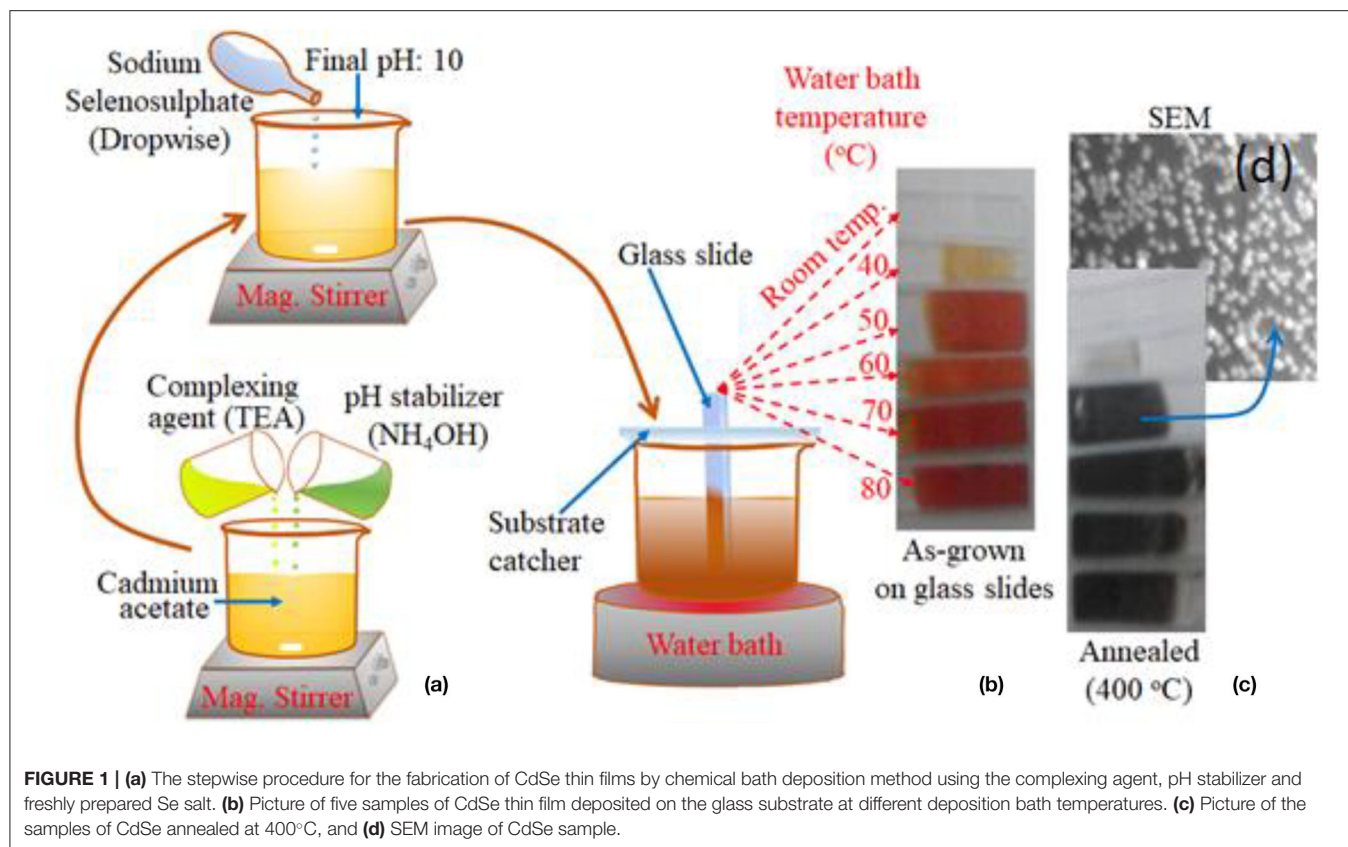 Sodium
Selenosulphate
(Dropwise)
Final pH: 10
Mag. Stirrer
Complexing
agent (TEA)
pH stabilizer
(NH₄OH)
Cadmium
acetate
Mag. Stirrer
(a)
Glass slide
Substrate
catcher
Water bath
Water bath
temperature
(°C)
Room temp.
40
50
60
70
80
As-grown
on glass slides
(b)
SEM
(d)
Annealed
(400 °C)
(c)
FIGURE 1 | (a) The stepwise procedure for the fabrication of CdSe thin films by chemical bath deposition method using the complexing agent, pH stabilizer and
freshly prepared Se salt. (b) Picture of five samples of CdSe thin film deposited on the glass substrate at different deposition bath temperatures. (c) Picture of the
samples of CdSe annealed at 400°C, and (d) SEM image of CdSe sample.